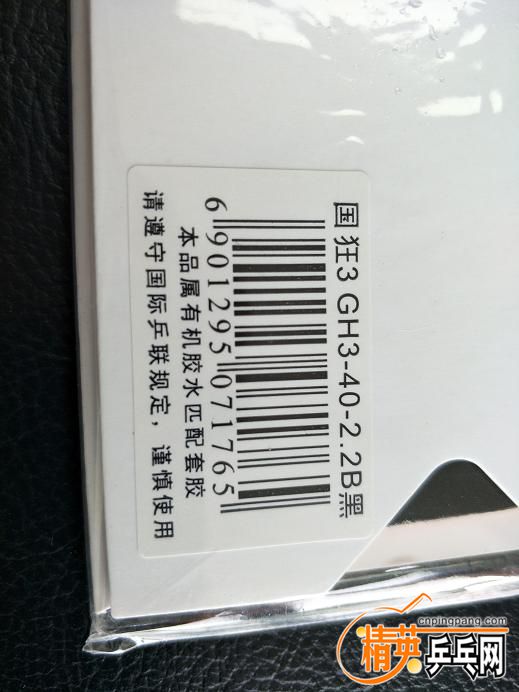 国狂3 GH3-40-2.2B黑
6 901295 071765
本品属有机胶水匹配套胶
请遵守国际乒联规定，谨慎使用
cnpingpang.com
精英乒乓网